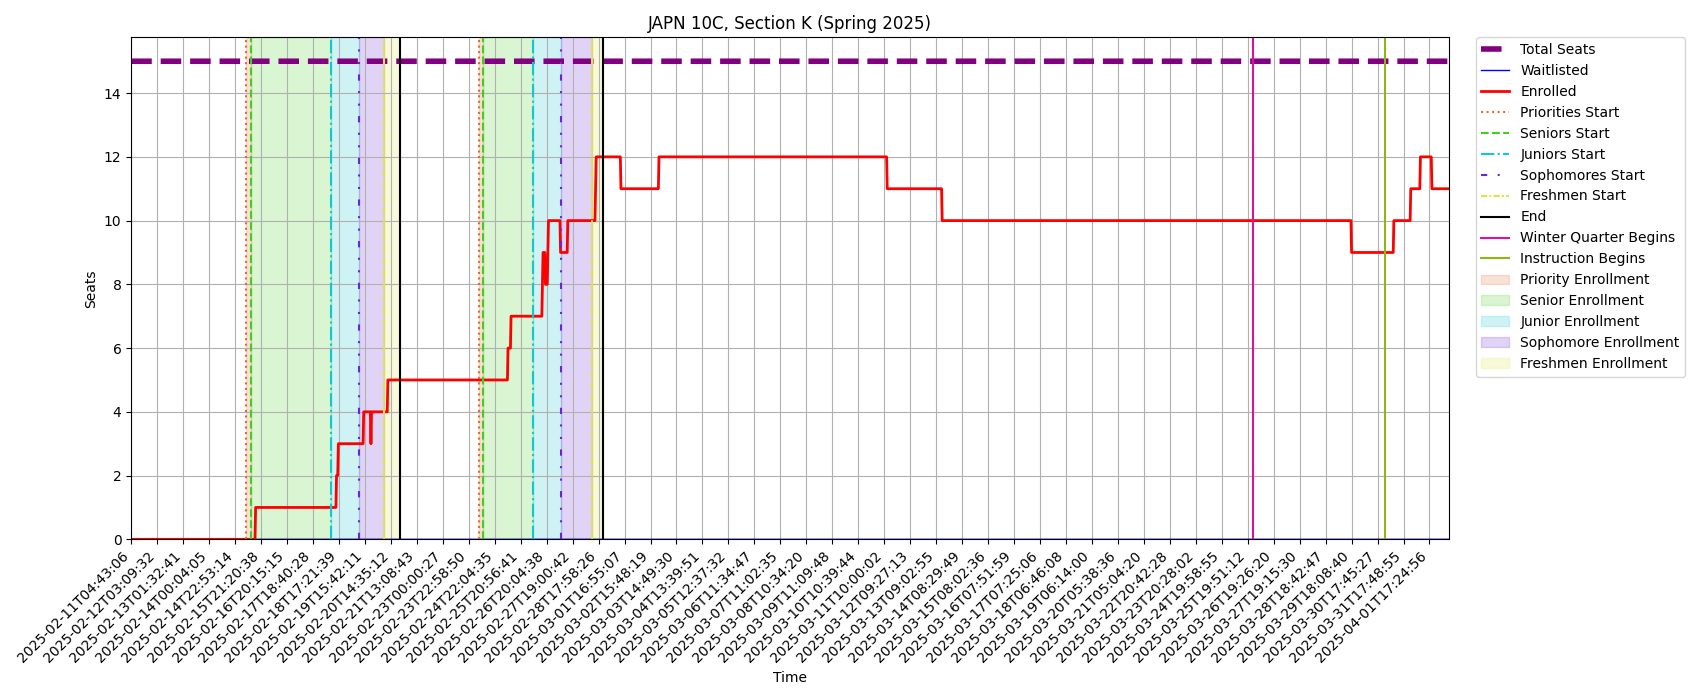 JAPN 10C, Section K (Spring 2025)
Seats
14
12
10
8
6
4
2
0
2025-02-11T04:43:06
2025-02-12T03:09:32
2025-02-13T01:32:41
2025-02-14T00:04:05
2025-02-14T22:53:14
2025-02-15T21:20:38
2025-02-16T20:15:15
2025-02-17T18:40:28
2025-02-18T17:21:39
2025-02-19T15:42:11
2025-02-20T14:35:12
2025-02-21T13:08:43
2025-02-23T00:00:27
2025-02-23T22:58:50
2025-02-24T22:04:35
2025-02-25T20:56:41
2025-02-26T20:04:38
2025-02-27T19:00:42
2025-02-28T17:58:26
2025-03-01T16:55:07
2025-03-02T15:48:19
2025-03-03T14:49:30
2025-03-04T13:39:51
2025-03-05T12:37:32
2025-03-06T11:34:47
2025-03-07T11:02:35
2025-03-08T10:34:20
2025-03-09T11:09:48
2025-03-10T10:39:44
2025-03-11T10:00:02
2025-03-12T09:27:13
2025-03-13T09:02:55
2025-03-14T08:29:49
2025-03-15T08:02:36
2025-03-16T07:51:59
2025-03-17T07:25:06
2025-03-18T06:46:08
2025-03-19T06:14:00
2025-03-20T05:38:36
2025-03-21T05:04:20
2025-03-22T20:42:28
2025-03-23T20:28:02
2025-03-24T19:58:55
2025-03-25T19:51:12
2025-03-26T19:26:20
2025-03-27T19:15:30
2025-03-28T18:42:47
2025-03-29T18:08:40
2025-03-30T17:45:27
2025-03-31T17:48:55
2025-04-01T17:24:56
Time
Total Seats
Waitlisted
Enrolled
Priorities Start
Seniors Start
Juniors Start
Sophomores Start
Freshmen Start
End
Winter Quarter Begins
Instruction Begins
Priority Enrollment
Senior Enrollment
Junior Enrollment
Sophomore Enrollment
Freshmen Enrollment